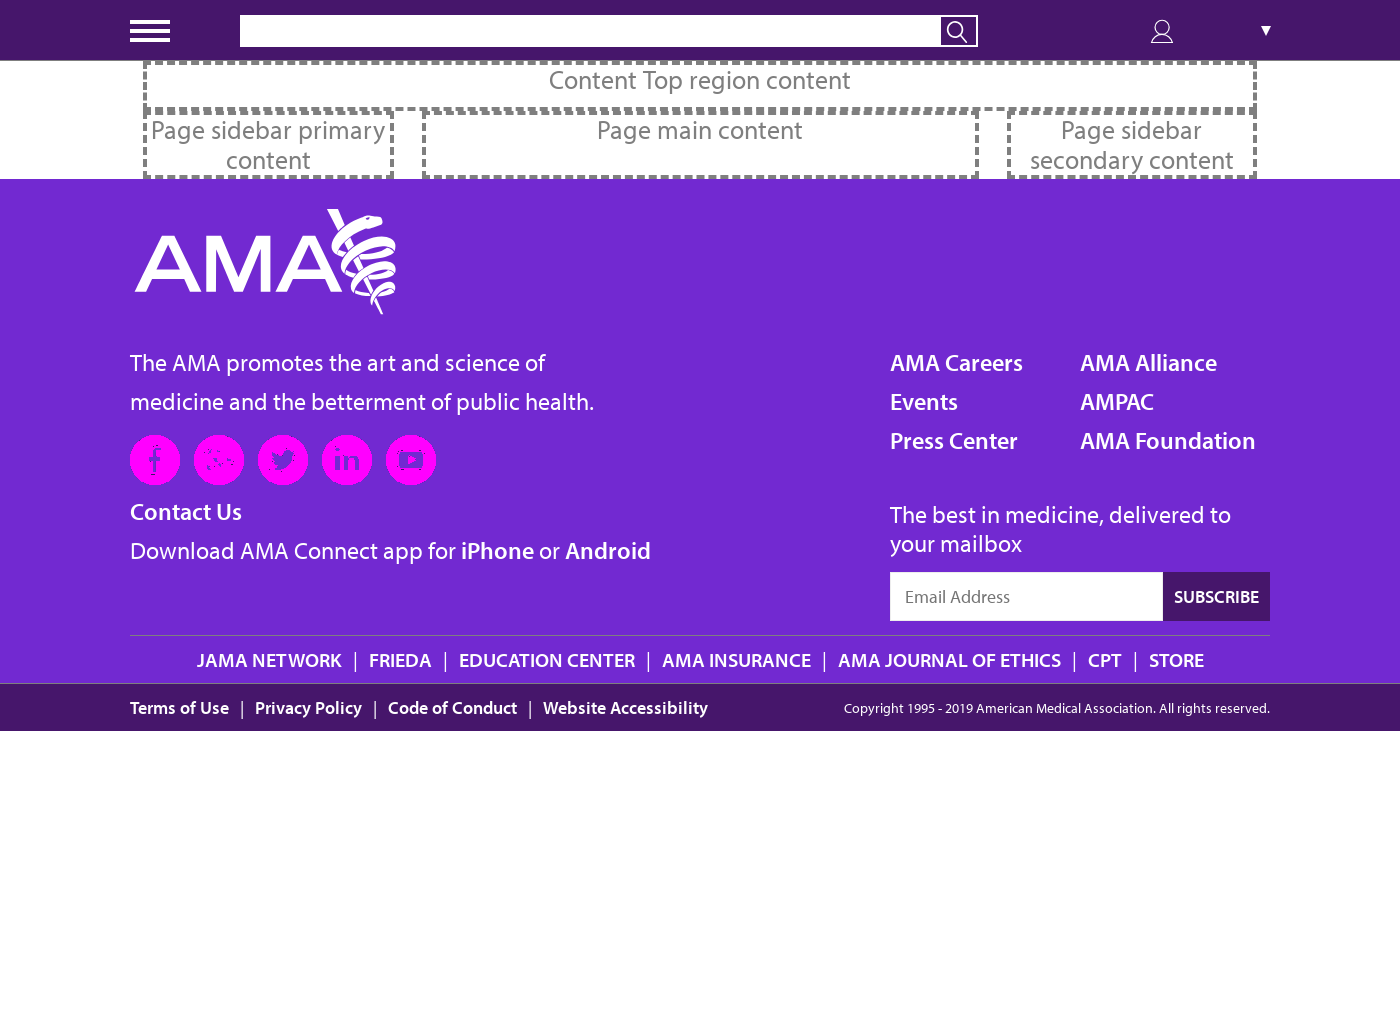 Content Top region content
Page sidebar primary
content
Page main content
Page sidebar
secondary content
AMA
The AMA promotes the art and science of
medicine and the betterment of public health.
Contact Us
Download AMA Connect app for iPhone or Android
AMA Careers
Events
Press Center
AMA Alliance
AMPAC
AMA Foundation
The best in medicine, delivered to
your mailbox
Email Address
SUBSCRIBE
JAMA NETWORK | FRIEDA | EDUCATION CENTER | AMA INSURANCE | AMA JOURNAL OF ETHICS | CPT | STORE
Terms of Use | Privacy Policy | Code of Conduct | Website Accessibility
Copyright 1995 - 2019 American Medical Association. All rights reserved.